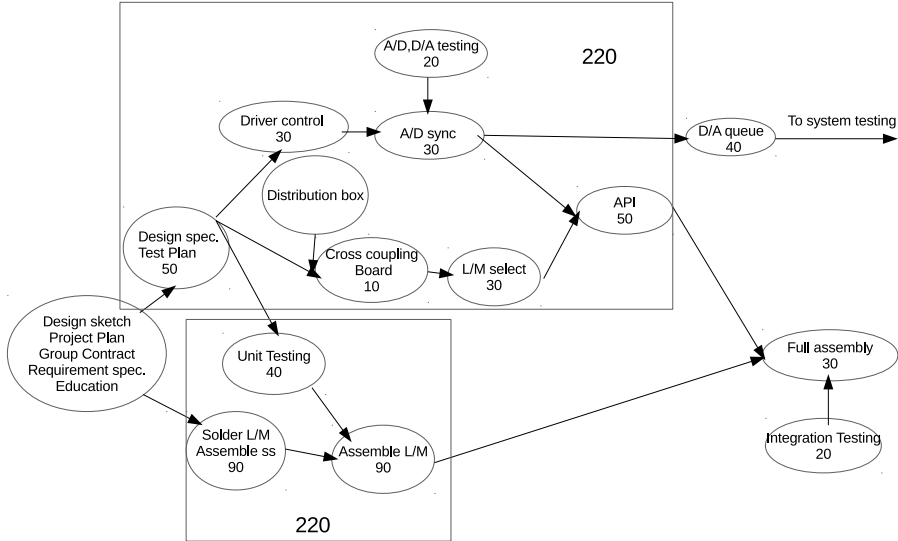 A/D,D/A testing
20
220
Driver control
30
A/D sync
30
D/A queue
40
To system testing
Distribution box
API
50
Design spec.
Test Plan
50
Cross coupling
Board
10
L/M select
30
Design sketch
Project Plan
Group Contract
Requirement spec.
Education
Unit Testing
40
Full assembly
30
Solder L/M
Assemble ss
90
Assemble L/M
90
Integration Testing
20
220